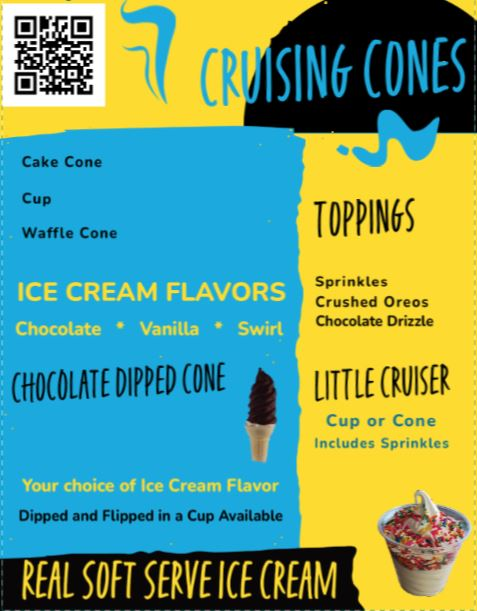 CRUISING CONES
Cake Cone
Cup
Waffle Cone
ICE CREAM FLAVORS
Chocolate * Vanilla * Swirl
CHOCOLATE DIPPED CONE
Your choice of Ice Cream Flavor
Dipped and Flipped in a Cup Available
TOPPINGS
Sprinkles
Crushed Oreos
Chocolate Drizzle
LITTLE CRUISER
Cup or Cone
Includes Sprinkles
REAL SOFT SERVE ICE CREAM